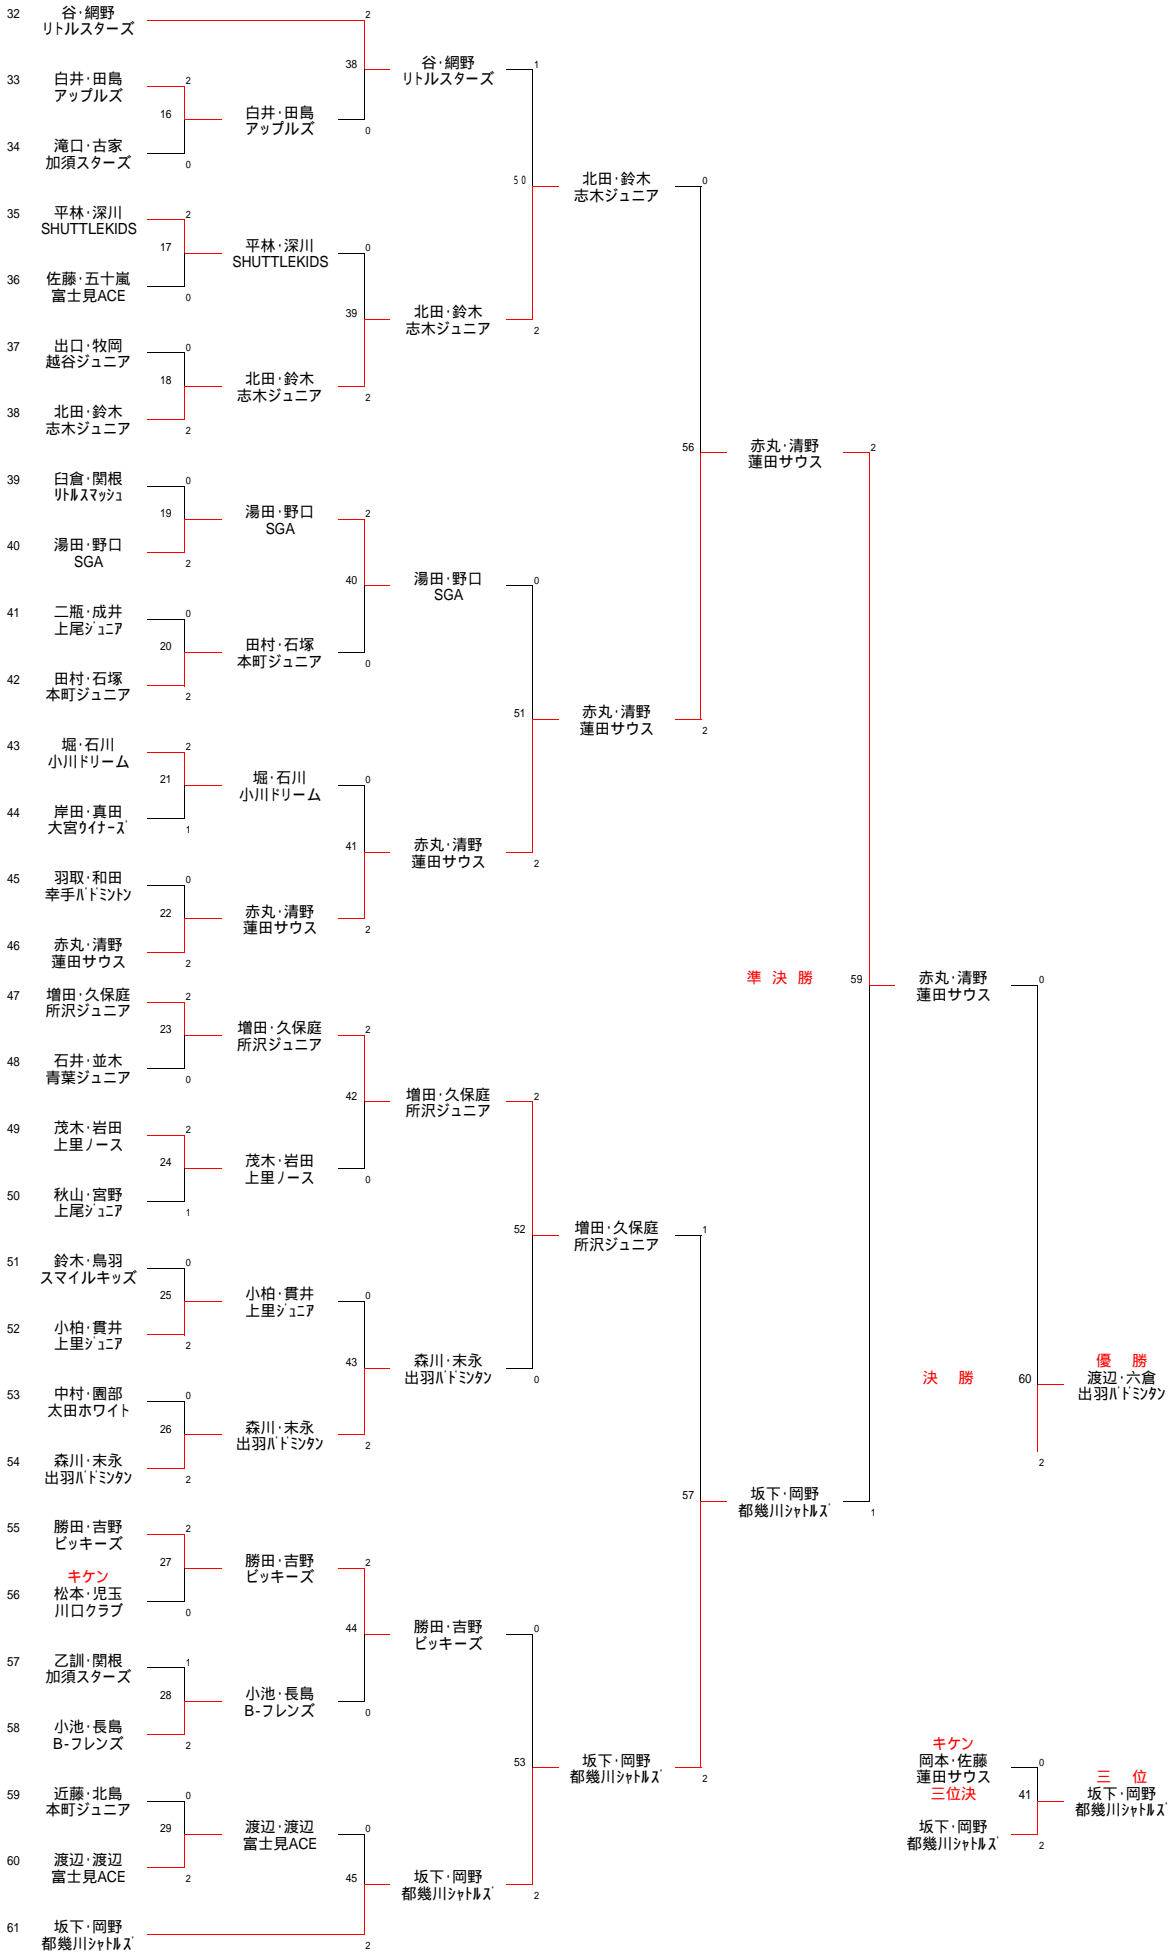 32 谷·網野 2
リトルスターズ
38 谷·網野 1
リトルスターズ
33 白井·田島 2
アップルズ
16 白井·田島 0
アップルズ
34 滝口·古家 0
加須スターズ
50 北田·鈴木 0
志木ジュニア
35 平林·深川 2
SHUTTLEKIDS
17 平林·深川 0
SHUTTLEKIDS
36 佐藤·五十嵐 0
富士見ACE
39 北田·鈴木 2
志木ジュニア
37 出口·牧岡 0
越谷ジュニア
18 北田·鈴木 2
志木ジュニア
38 北田·鈴木 2
志木ジュニア
56 赤丸·清野 2
蓮田サウス
39 臼倉·関根 0
リトルスマッシュ
19 湯田·野口 2
SGA
40 湯田·野口 2
SGA
40 湯田·野口 0
SGA
41 二瓶·成井 0
上尾ジュニア
20 田村·石塚 0
本町ジュニア
42 田村·石塚 2
本町ジュニア
51 赤丸·清野 2
蓮田サウス
43 堀·石川 2
小川ドリーム
21 堀·石川 0
小川ドリーム
44 岸田·真田 1
大宮ウイナーズ
41 赤丸·清野 2
蓮田サウス
45 羽取·和田 0
幸手バドミントン
22 赤丸·清野 2
蓮田サウス
46 赤丸·清野 2
蓮田サウス
準決勝 59 赤丸·清野 0
蓮田サウス
47 増田·久保庭 2
所沢ジュニア
23 増田·久保庭 2
所沢ジュニア
48 石井·並木 0
青葉ジュニア
42 増田·久保庭 2
所沢ジュニア
49 茂木·岩田 2
上里ノース
24 茂木·岩田 0
上里ノース
50 秋山·宮野 1
上尾ジュニア
52 増田·久保庭 1
所沢ジュニア
51 鈴木·鳥羽 0
スマイルキッズ
25 小柏·貫井 0
上里ジュニア
52 小柏·貫井 2
上里ジュニア
43 森川·末永 0
出羽バドミンタン
53 中村·園部 0
太田ホワイト
26 森川·末永 2
出羽バドミンタン
54 森川·末永 2
出羽バドミンタン
決勝 60 優勝
渡辺·六倉
出羽バドミンタン
2
57 坂下·岡野 1
都幾川シャトルズ
55 勝田·吉野 2
ビッキーズ
27 勝田·吉野 2
ビッキーズ
キケン
56 松本·児玉 0
川口クラブ
44 勝田·吉野 0
ビッキーズ
57 乙訓·関根 1
加須スターズ
28 小池·長島 0
B-フレンズ
58 小池·長島 2
B-フレンズ
53 坂下·岡野 2
都幾川シャトルズ
59 近藤·北島 0
本町ジュニア
29 渡辺·渡辺 0
富士見ACE
60 渡辺·渡辺 2
富士見ACE
45 坂下·岡野 2
都幾川シャトルズ
61 坂下·岡野 2
都幾川シャトルズ
キケン
岡本·佐藤 0
蓮田サウス
三位決 41 三位
坂下·岡野
都幾川シャトルズ
坂下·岡野 2
都幾川シャトルズ